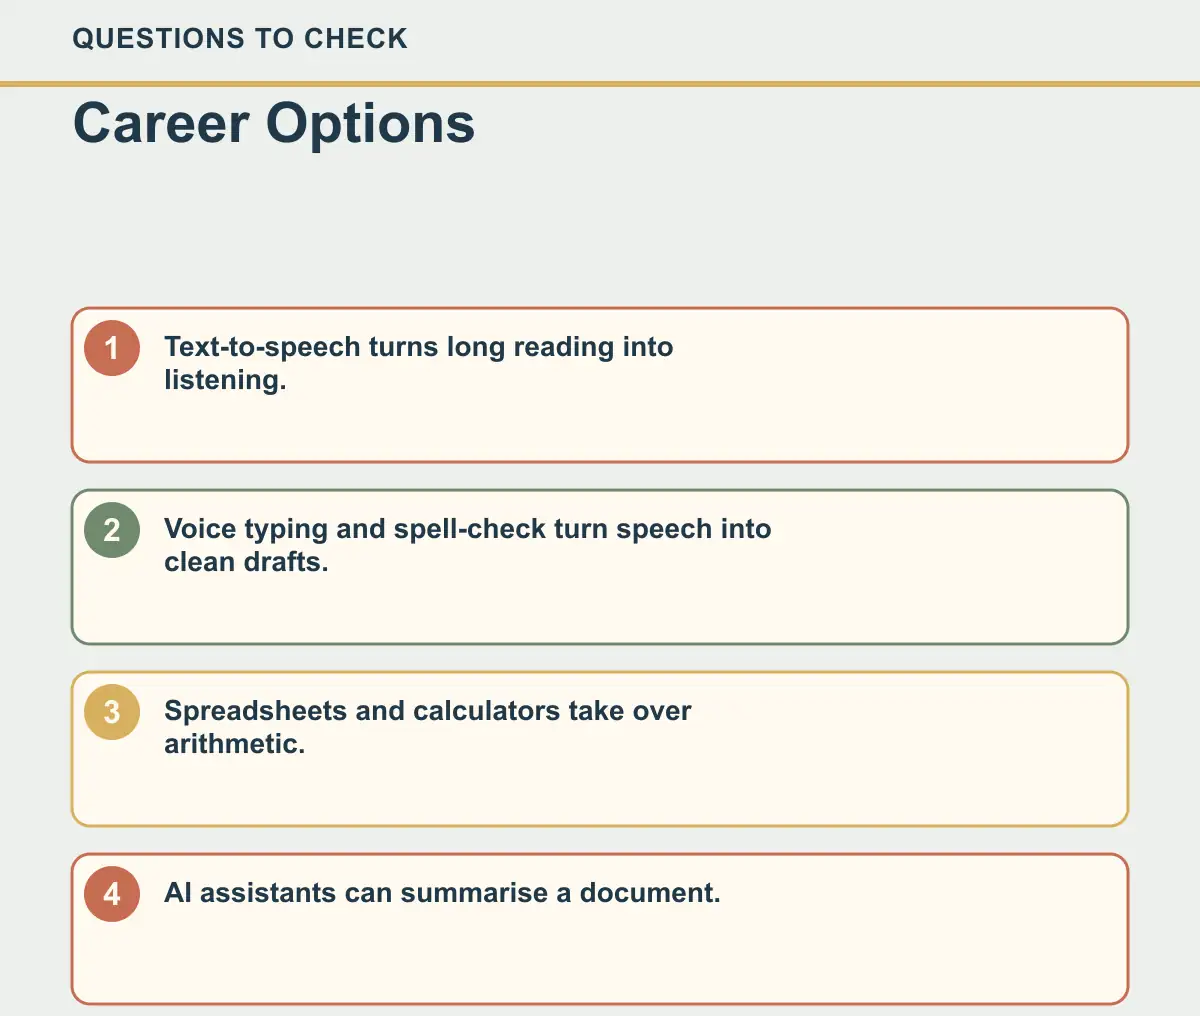 QUESTIONS TO CHECK
Career Options
1
Text-to-speech turns long reading into
listening.
2
Voice typing and spell-check turn speech into
clean drafts.
3
Spreadsheets and calculators take over
arithmetic.
4
AI assistants can summarise a document.